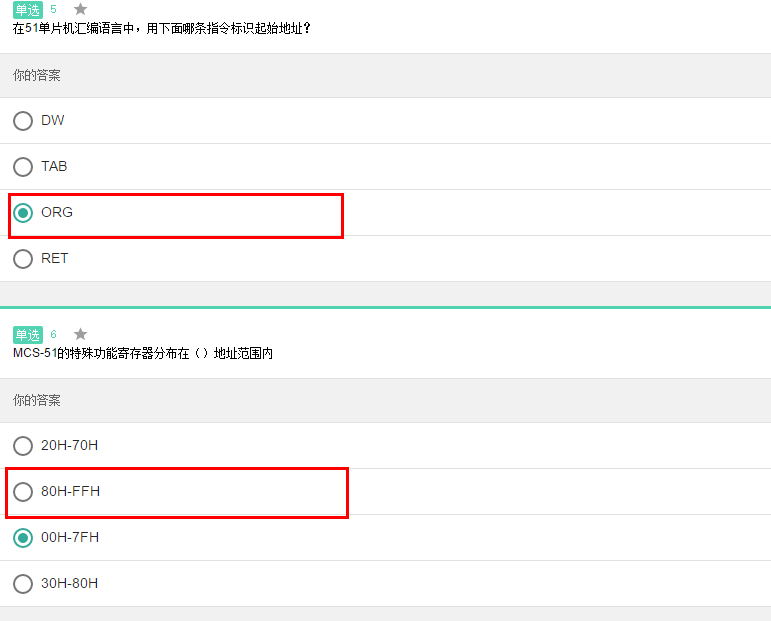 单选 5
在51单片机汇编语言中，用下面哪条指令标识起始地址？
你的答案
DW
TAB
ORG
RET
单选 6
MCS-51的特殊功能寄存器分布在（）地址范围内
你的答案
20H-70H
80H-FFH
00H-7FH
30H-80H